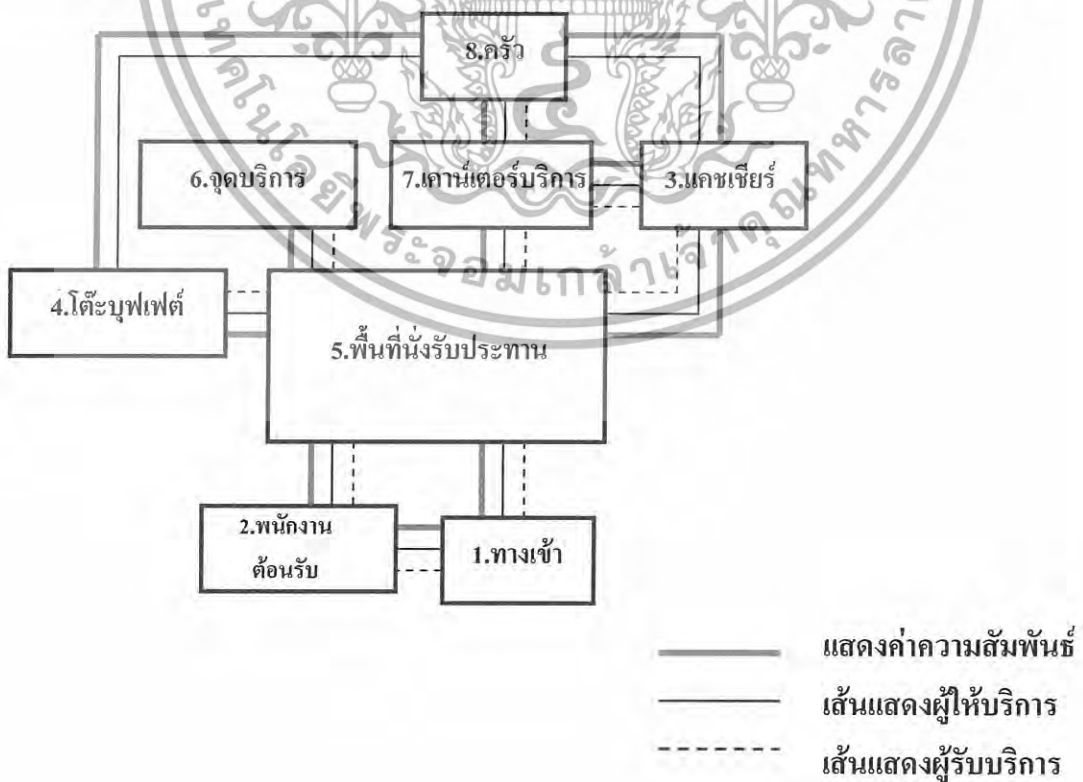 8.ครัว
6.จุดบริการ
7.เคาน์เตอร์บริการ
3.แคชเชียร์
4.โต๊ะบุฟเฟต์
5.พื้นที่นั่งรับประทาน
2.พนักงาน
ต้อนรับ
1.ทางเข้า
แสดงค่าความสัมพันธ์
เส้นแสดงผู้ให้บริการ
เส้นแสดงผู้รับบริการ